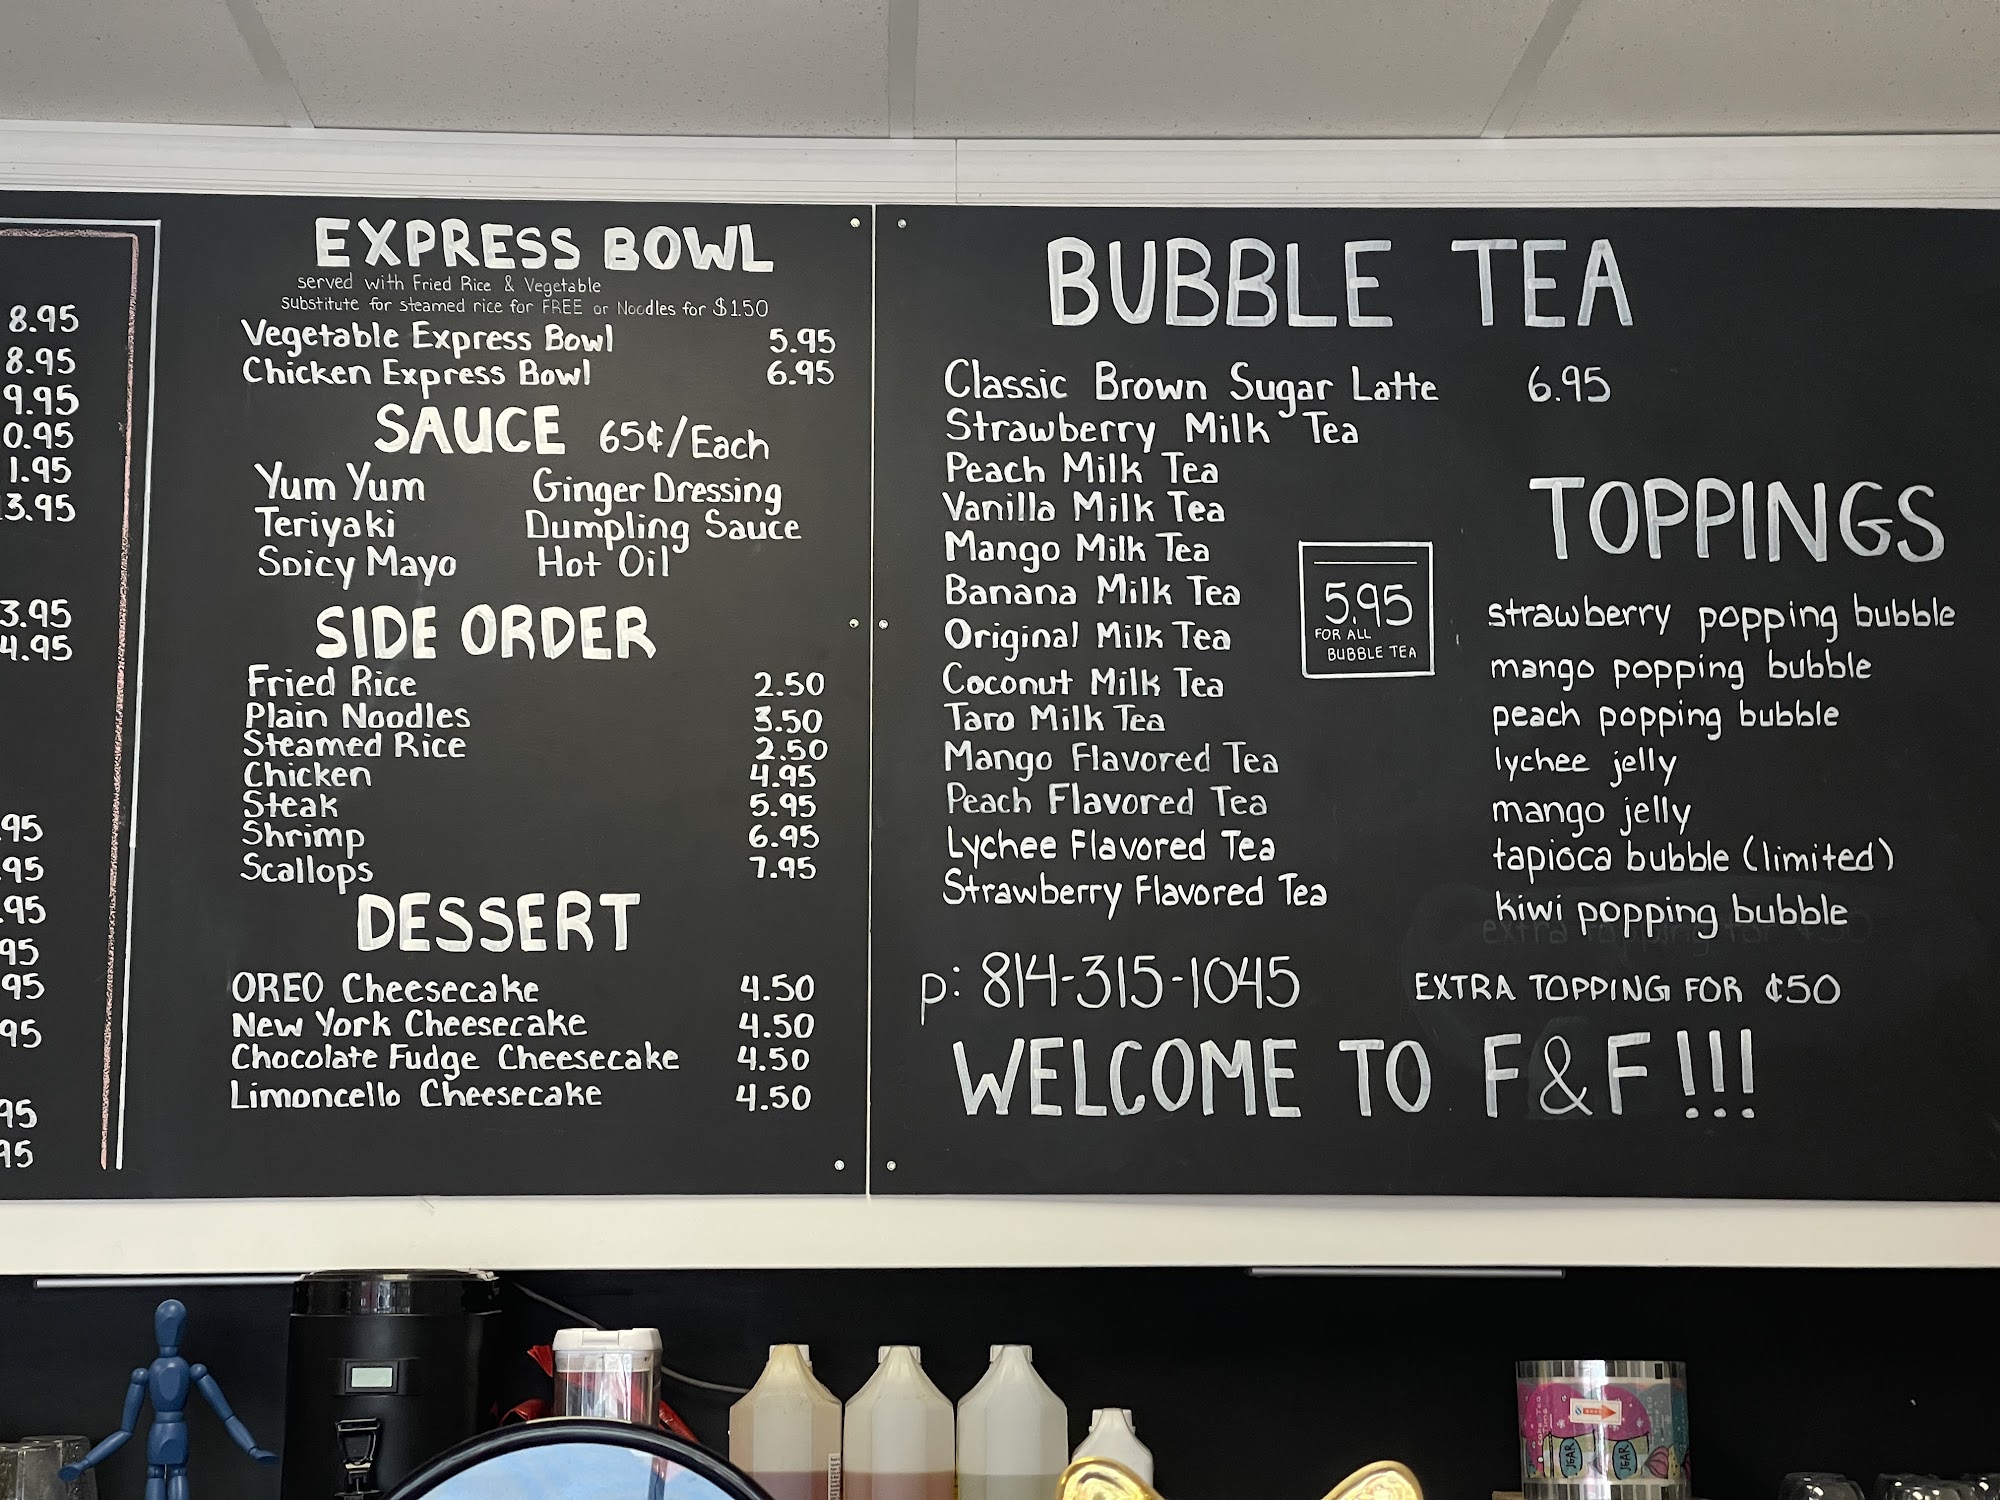 8.95
8.95
9.95
0.95
1.95
13.95
3.95
4.95
.95
.95
.95
95
95
95
95
95
EXPRESS BOWL
served with Fried Rice & Vegetable
substitute for steamed rice for FREE or Noodles for $1.50
Vegetable Express Bowl 5.95
Chicken Express Bowl 6.95
SAUCE 65¢/Each
Yum Yum Ginger Dressing
Teriyaki Dumpling Sauce
Spicy Mayo Hot Oil
SIDE ORDER
Fried Rice 2.50
Plain Noodles 3.50
Steamed Rice 2.50
Chicken 4.95
Steak 5.95
Shrimp 6.95
Scallops 7.95
DESSERT
OREO Cheesecake 4.50
New York Cheesecake 4.50
Chocolate Fudge Cheesecake 4.50
Limoncello Cheesecake 4.50
BUBBLE TEA
Classic Brown Sugar Latte 6.95
Strawberry Milk Tea
Peach Milk Tea
Vanilla Milk Tea
Mango Milk Tea
Banana Milk Tea
Original Milk Tea
Coconut Milk Tea
Taro Milk Tea
Mango Flavored Tea
Peach Flavored Tea
Lychee Flavored Tea
Strawberry Flavored Tea
5.95
FOR ALL
BUBBLE TEA
TOPPINGS
strawberry popping bubble
mango popping bubble
peach popping bubble
lychee jelly
mango jelly
tapioca bubble (limited)
kiwi popping bubble
EXTRA TOPPING FOR ¢50
p: 814-315-1045
WELCOME TO F&F!!!